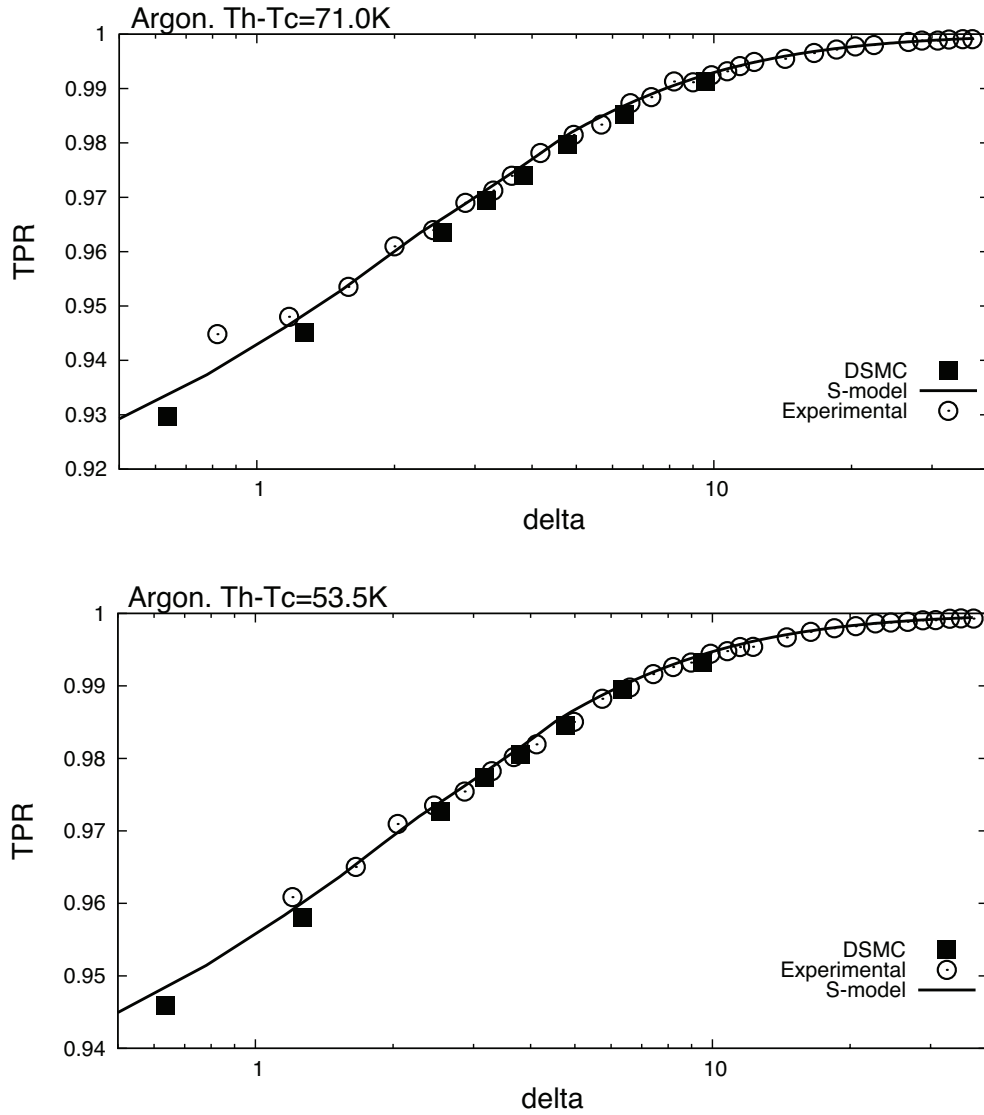 Argon. Th-Tc=71.0K
1
0.99
0.98
0.97
0.96
0.95
0.94
0.93
0.92
TPR
DSMC
S-model
Experimental
1 10
delta
Argon. Th-Tc=53.5K
1
0.99
0.98
0.97
0.96
0.95
0.94
TPR
DSMC
Experimental
S-model
1 10
delta